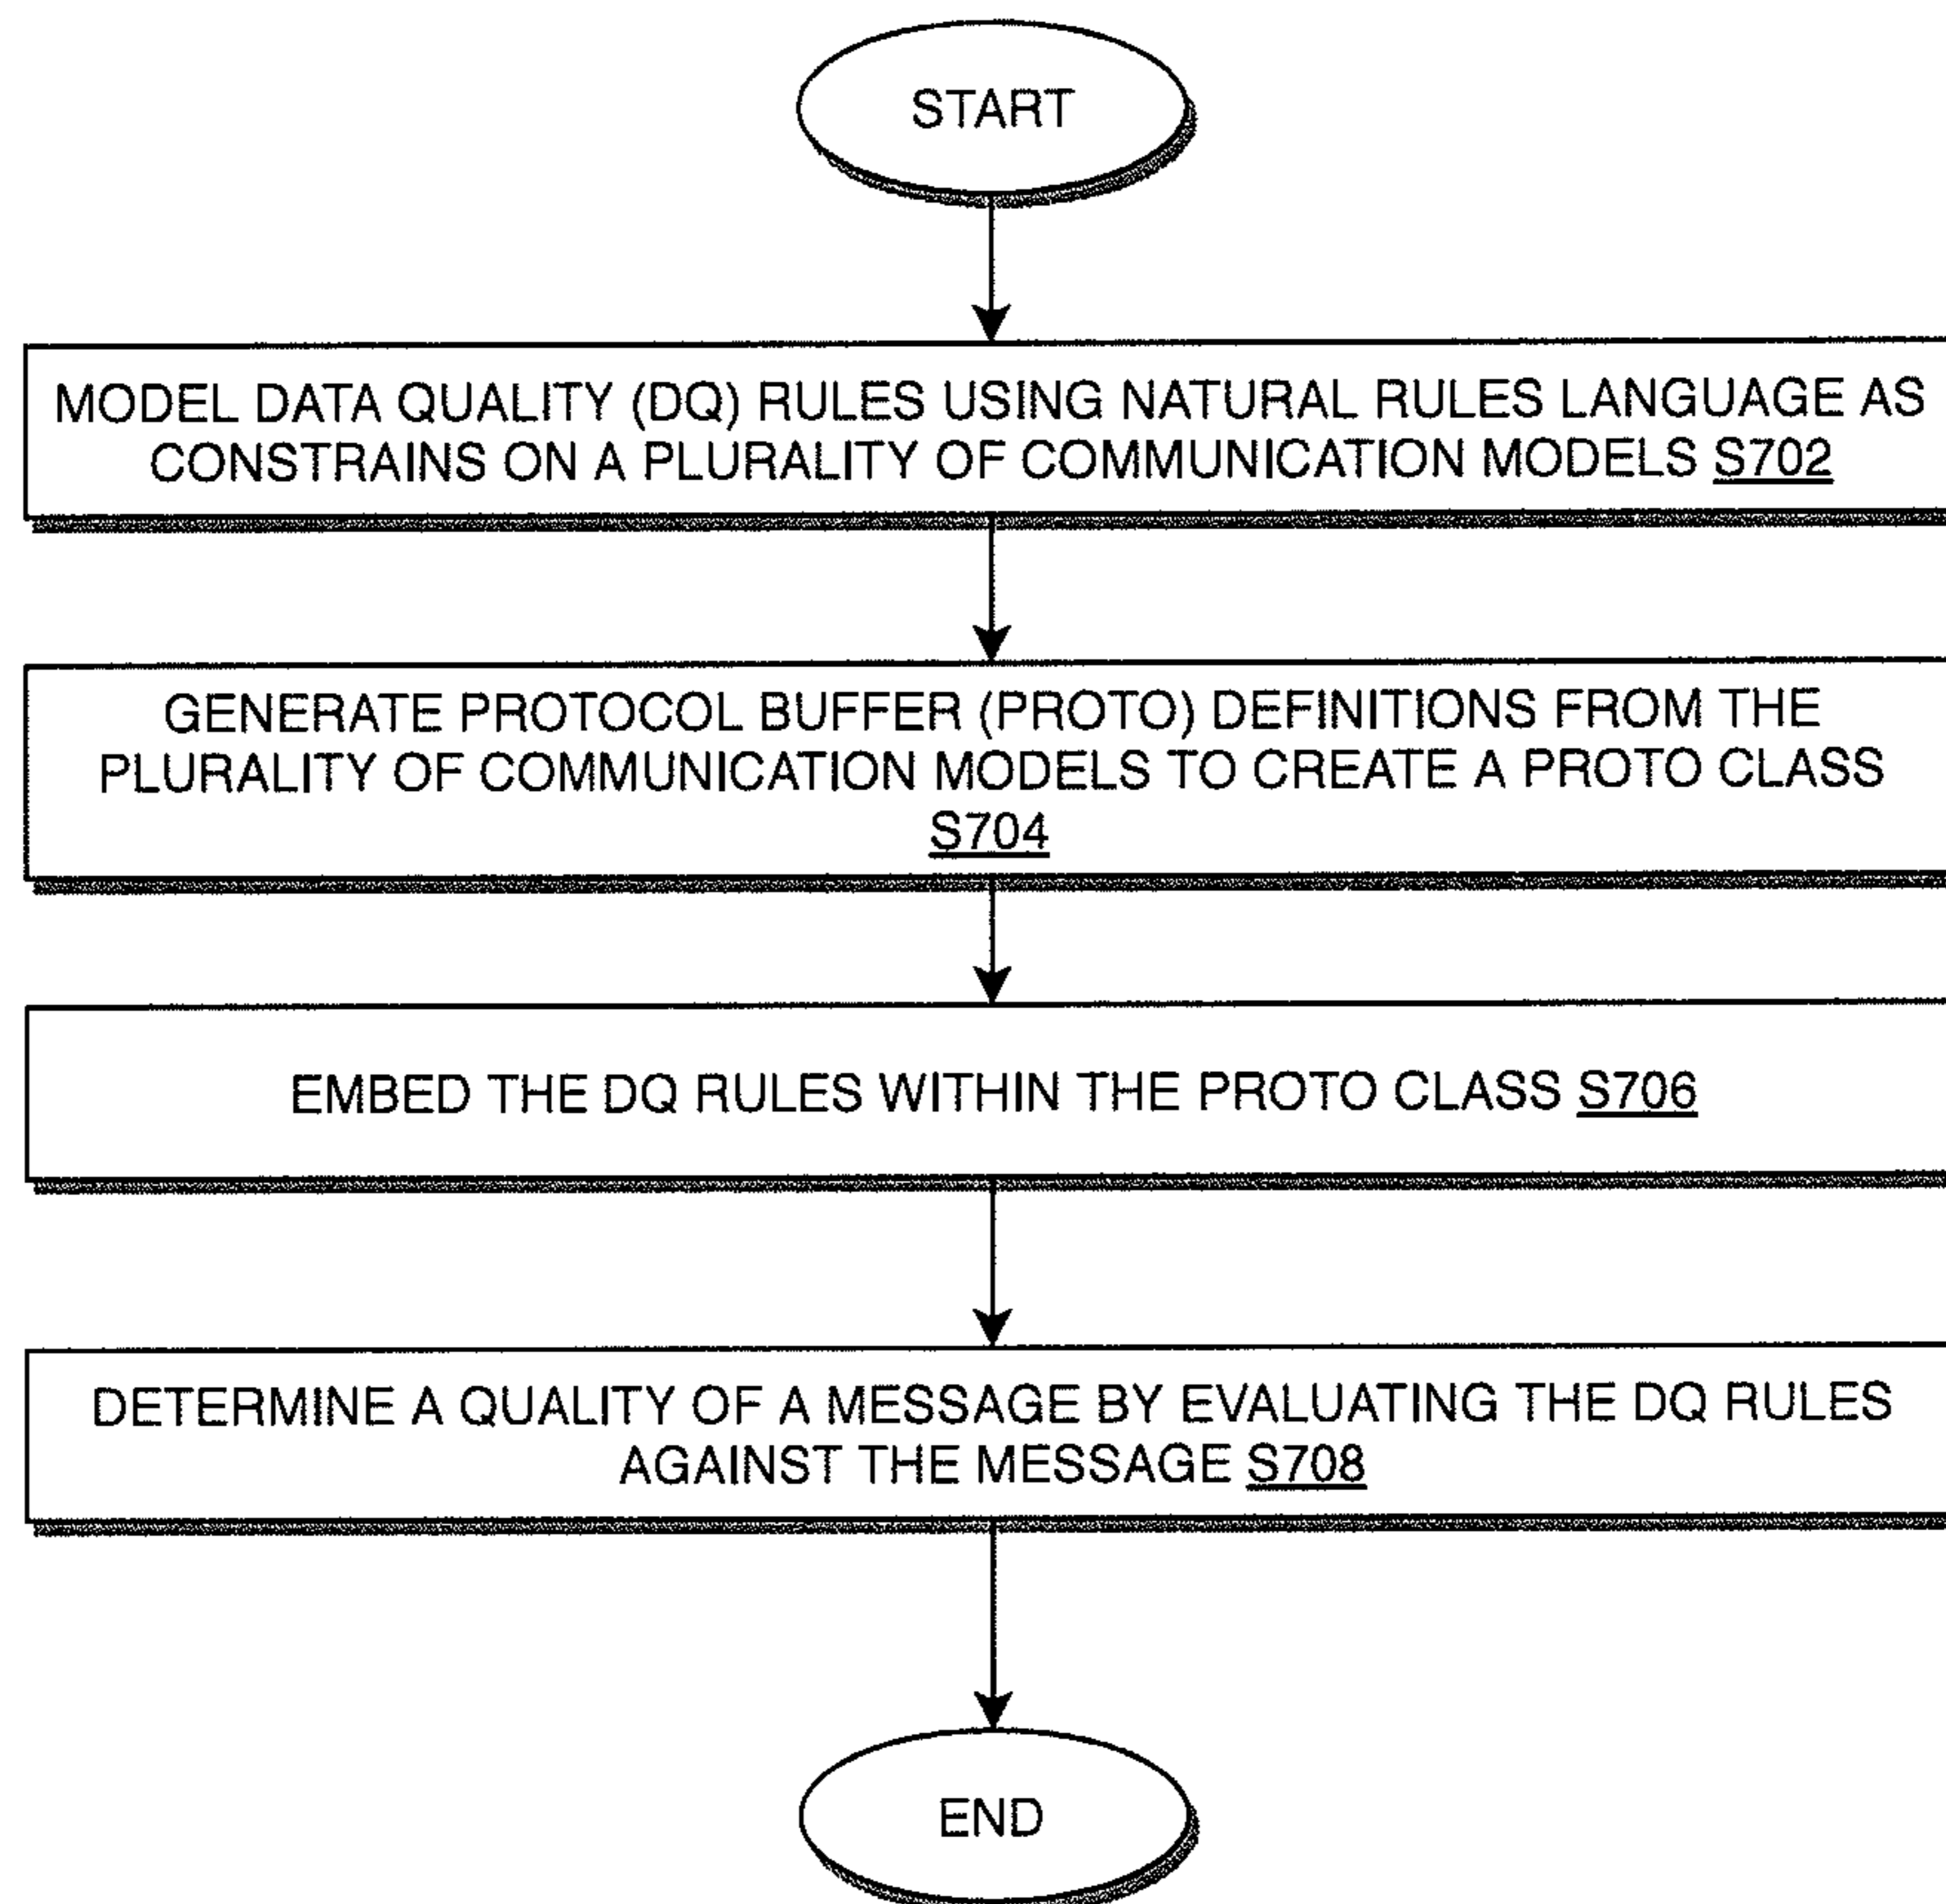 START
MODEL DATA QUALITY (DQ) RULES USING NATURAL RULES LANGUAGE AS
CONSTRAINS ON A PLURALITY OF COMMUNICATION MODELS S702
GENERATE PROTOCOL BUFFER (PROTO) DEFINITIONS FROM THE
PLURALITY OF COMMUNICATION MODELS TO CREATE A PROTO CLASS
S704
EMBED THE DQ RULES WITHIN THE PROTO CLASS S706
DETERMINE A QUALITY OF A MESSAGE BY EVALUATING THE DQ RULES
AGAINST THE MESSAGE S708
END